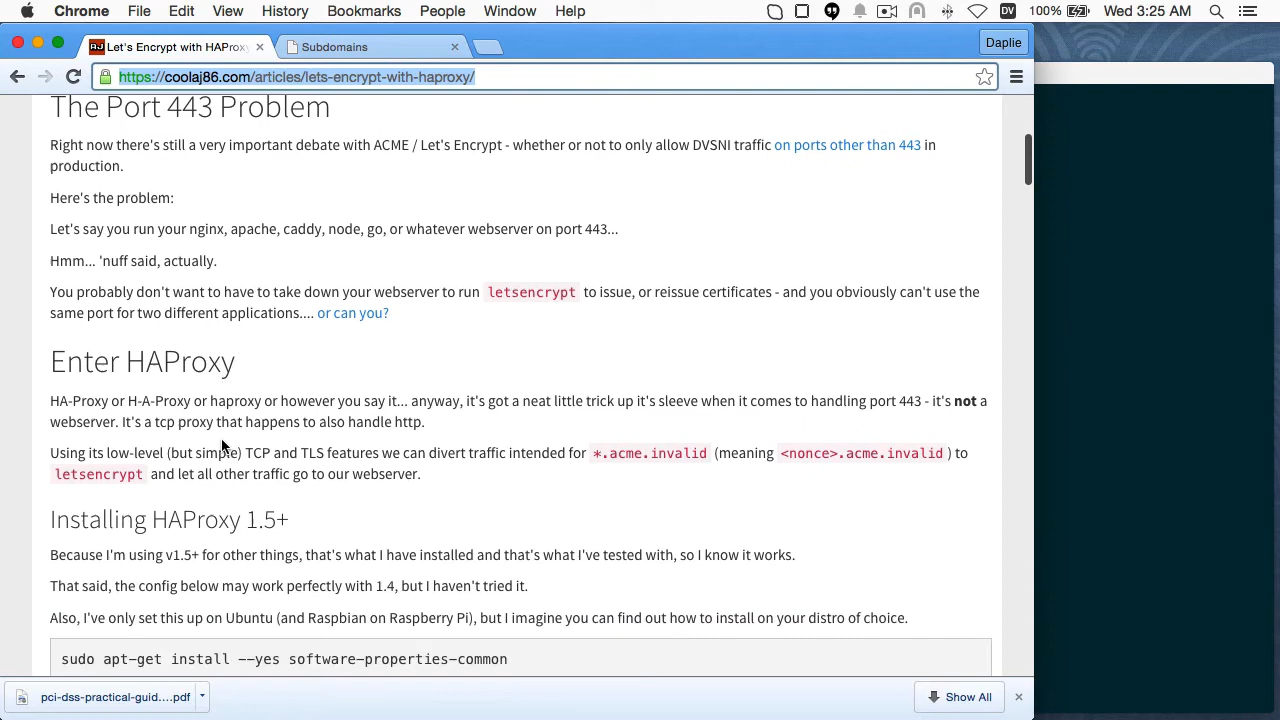 Chrome File Edit View History Bookmarks People Window Help DV 100% Wed 3:25 AM
AJ Let's Encrypt with HAProxy Subdomains Daplie
https://coolaj86.com/articles/lets-encrypt-with-haproxy/
The Port 443 Problem
Right now there's still a very important debate with ACME / Let's Encrypt - whether or not to only allow DVSNI traffic on ports other than 443 in
production.
Here's the problem:
Let's say you run your nginx, apache, caddy, node, go, or whatever webserver on port 443...
Hmm... 'nuff said, actually.
You probably don't want to have to take down your webserver to run letsencrypt to issue, or reissue certificates - and you obviously can't use the
same port for two different applications.... or can you?
Enter HAProxy
HA-Proxy or H-A-Proxy or haproxy or however you say it... anyway, it's got a neat little trick up it's sleeve when it comes to handling port 443 - it's not a
webserver. It's a tcp proxy that happens to also handle http.
Using its low-level (but simple) TCP and TLS features we can divert traffic intended for *.acme.invalid (meaning <nonce>.acme.invalid ) to
letsencrypt and let all other traffic go to our webserver.
Installing HAProxy 1.5+
Because I'm using v1.5+ for other things, that's what I have installed and that's what I've tested with, so I know it works.
That said, the config below may work perfectly with 1.4, but I haven't tried it.
Also, I've only set this up on Ubuntu (and Raspbian on Raspberry Pi), but I imagine you can find out how to install on your distro of choice.
sudo apt-get install --yes software-properties-common
pci-dss-practical-guid....pdf Show All